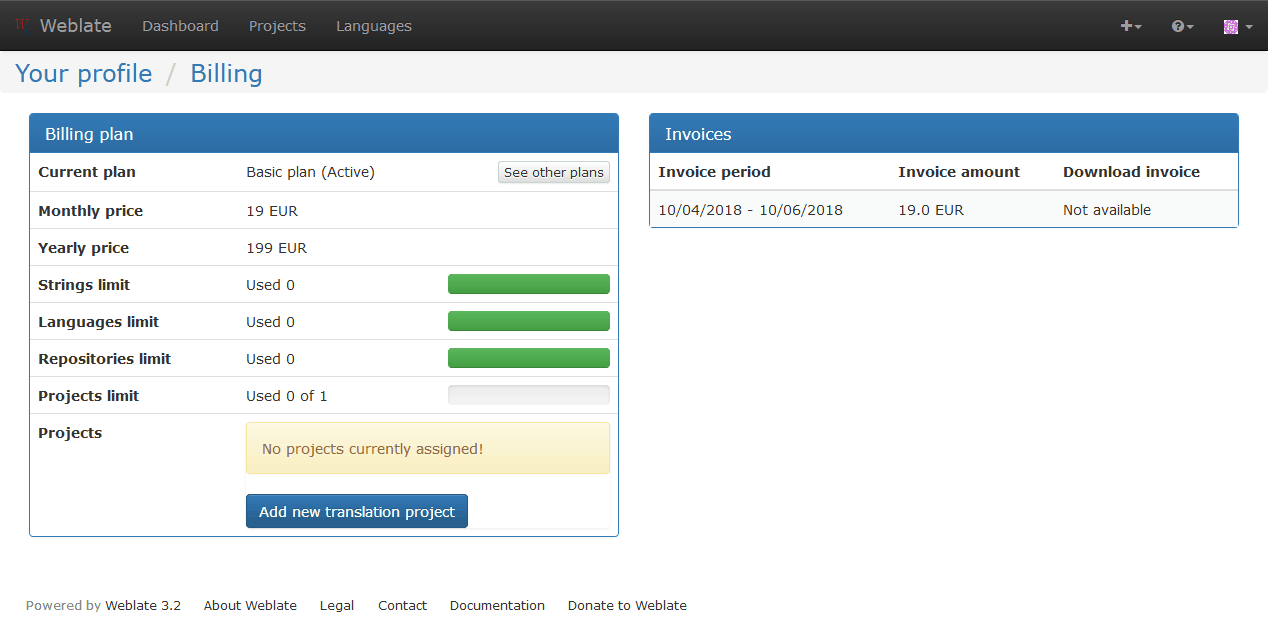 Weblate Dashboard Projects Languages
Your profile / Billing
Billing plan
Current plan Basic plan (Active) See other plans
Monthly price 19 EUR
Yearly price 199 EUR
Strings limit Used 0
Languages limit Used 0
Repositories limit Used 0
Projects limit Used 0 of 1
Projects No projects currently assigned!
Add new translation project
Invoices
Invoice period Invoice amount Download invoice
10/04/2018 - 10/06/2018 19.0 EUR Not available
Powered by Weblate 3.2 About Weblate Legal Contact Documentation Donate to Weblate